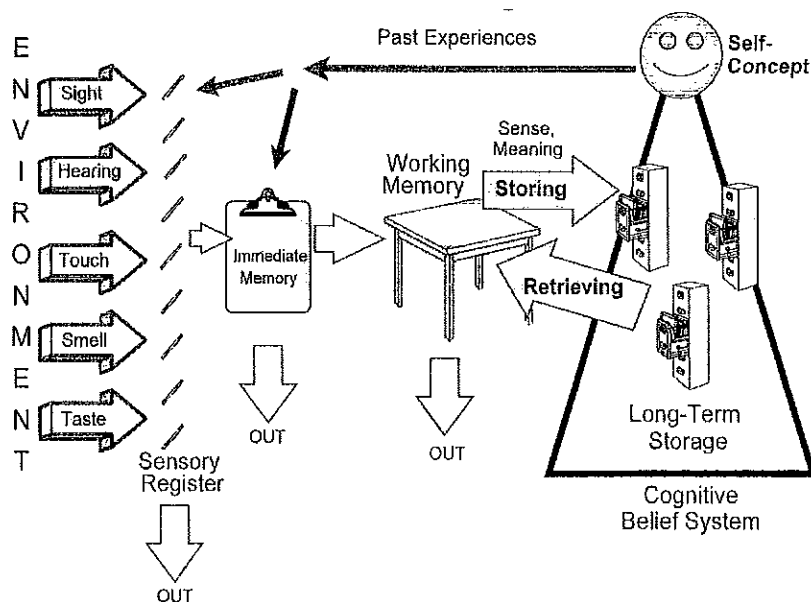 ENVIRONMENT
Past Experiences
Self-
Concept
Sight
Hearing
Touch
Smell
Taste
Sensory
Register
OUT
Immediate
Memory
OUT
Working
Memory
OUT
Sense,
Meaning
Storing
Retrieving
Long-Term
Storage
Cognitive
Belief System